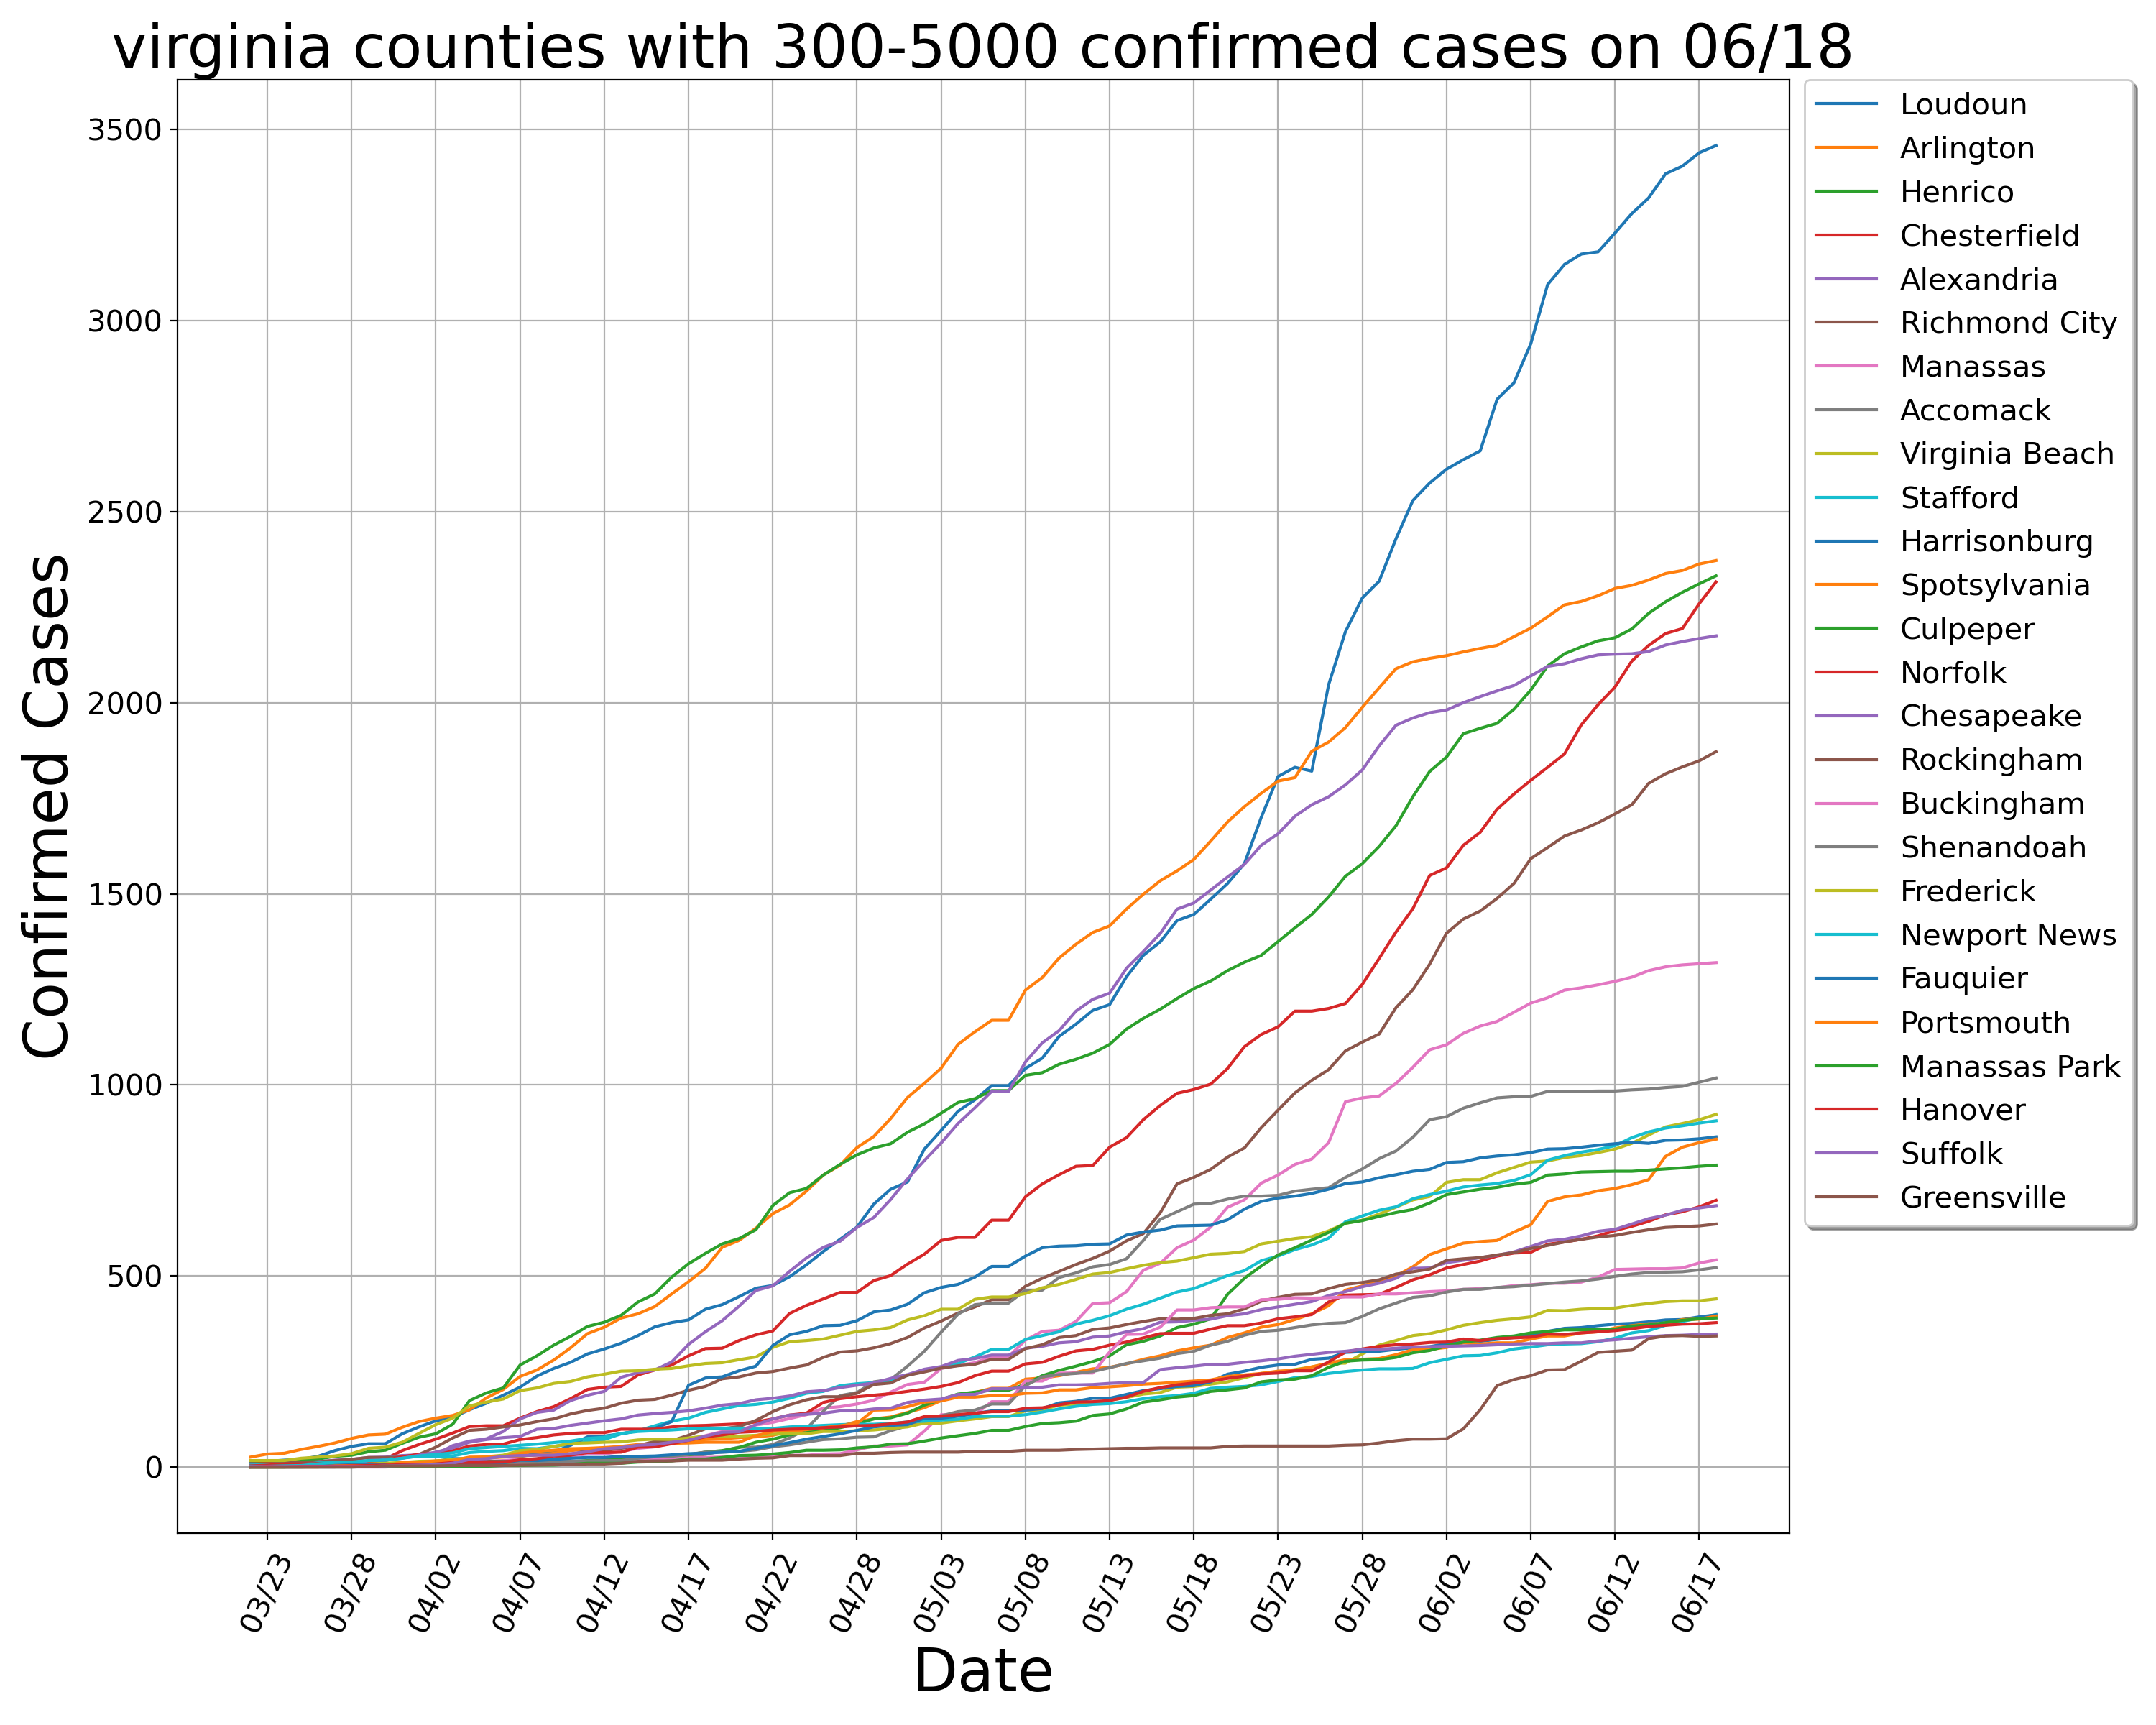 virginia counties with 300-5000 confirmed cases on 06/18
Confirmed Cases
3500
3000
2500
2000
1500
1000
500
0
03/23
03/28
04/02
04/07
04/12
04/17
04/22
04/28
05/03
05/08
05/13
05/18
05/23
05/28
06/02
06/07
06/12
06/17
Date
Loudoun
Arlington
Henrico
Chesterfield
Alexandria
Richmond City
Manassas
Accomack
Virginia Beach
Stafford
Harrisonburg
Spotsylvania
Culpeper
Norfolk
Chesapeake
Rockingham
Buckingham
Shenandoah
Frederick
Newport News
Fauquier
Portsmouth
Manassas Park
Hanover
Suffolk
Greensville